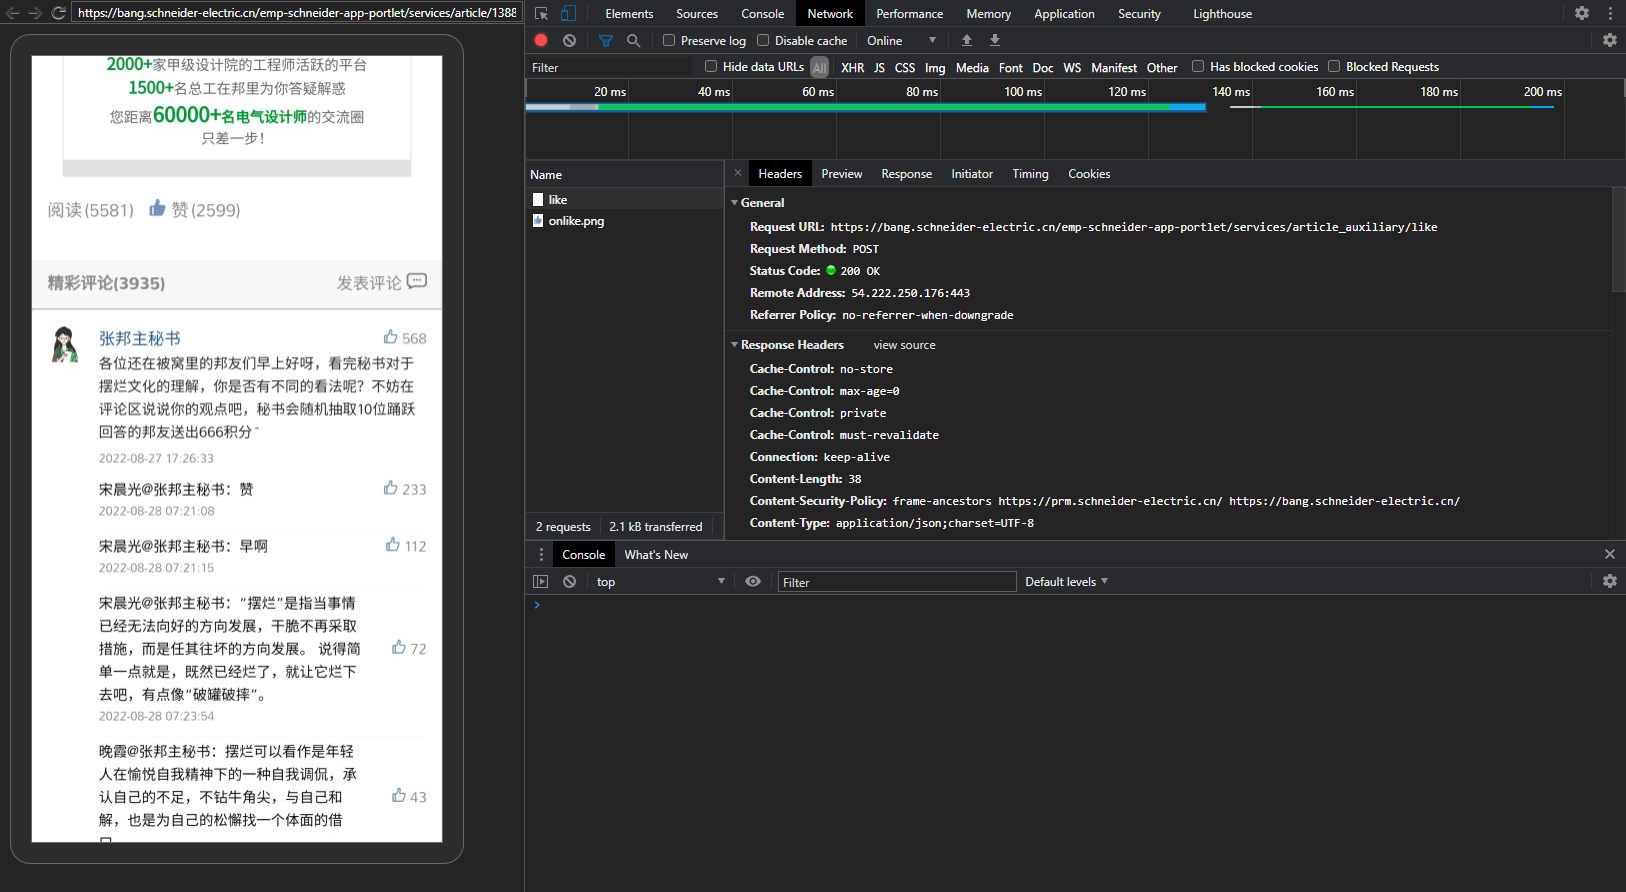 https://bang.schneider-electric.cn/emp-schneider-app-portlet/services/article/1388
2000+家甲级设计院的工程师活跃的平台
1500+名总工在邦里为你答疑解惑
您距离60000+名电气设计师的交流圈
只差一步！
阅读(5581) 赞(2599)
精彩评论(3935) 发表评论
张邦主秘书 568
各位还在被窝里的邦友们早上好呀，看完秘书对于
摆烂文化的理解，你是否有不同的看法呢？不妨在
评论区说说你的观点吧，秘书会随机抽取10位踊跃
回答的邦友送出666积分~
2022-08-27 17:26:33
宋晨光@张邦主秘书：赞 233
2022-08-28 07:21:08
宋晨光@张邦主秘书：早啊 112
2022-08-28 07:21:15
宋晨光@张邦主秘书：“摆烂”是指当事情
已经无法向好的方向发展，干脆不再采取
措施，而是任其往坏的方向发展。 说得简 72
单一点就是，既然已经烂了，就让它烂下
去吧，有点像“破罐破摔”。
2022-08-28 07:23:54
晚霞@张邦主秘书：摆烂可以看作是年轻
人在愉悦自我精神下的一种自我调侃，承
认自己的不足，不钻牛角尖，与自己和 43
解，也是为自己的松懈找一个体面的借
Elements Sources Console Network Performance Memory Application Security Lighthouse
Preserve log Disable cache Online
Filter Hide data URLs All XHR JS CSS Img Media Font Doc WS Manifest Other Has blocked cookies Blocked Requests
20 ms 40 ms 60 ms 80 ms 100 ms 120 ms 140 ms 160 ms 180 ms 200 ms
Name
like
onlike.png
2 requests 2.1 kB transferred
× Headers Preview Response Initiator Timing Cookies
General
Request URL: https://bang.schneider-electric.cn/emp-schneider-app-portlet/services/article_auxiliary/like
Request Method: POST
Status Code: 200 OK
Remote Address: 54.222.250.176:443
Referrer Policy: no-referrer-when-downgrade
Response Headers view source
Cache-Control: no-store
Cache-Control: max-age=0
Cache-Control: private
Cache-Control: must-revalidate
Connection: keep-alive
Content-Length: 38
Content-Security-Policy: frame-ancestors https://prm.schneider-electric.cn/ https://bang.schneider-electric.cn/
Content-Type: application/json;charset=UTF-8
Console What's New
top Filter Default levels